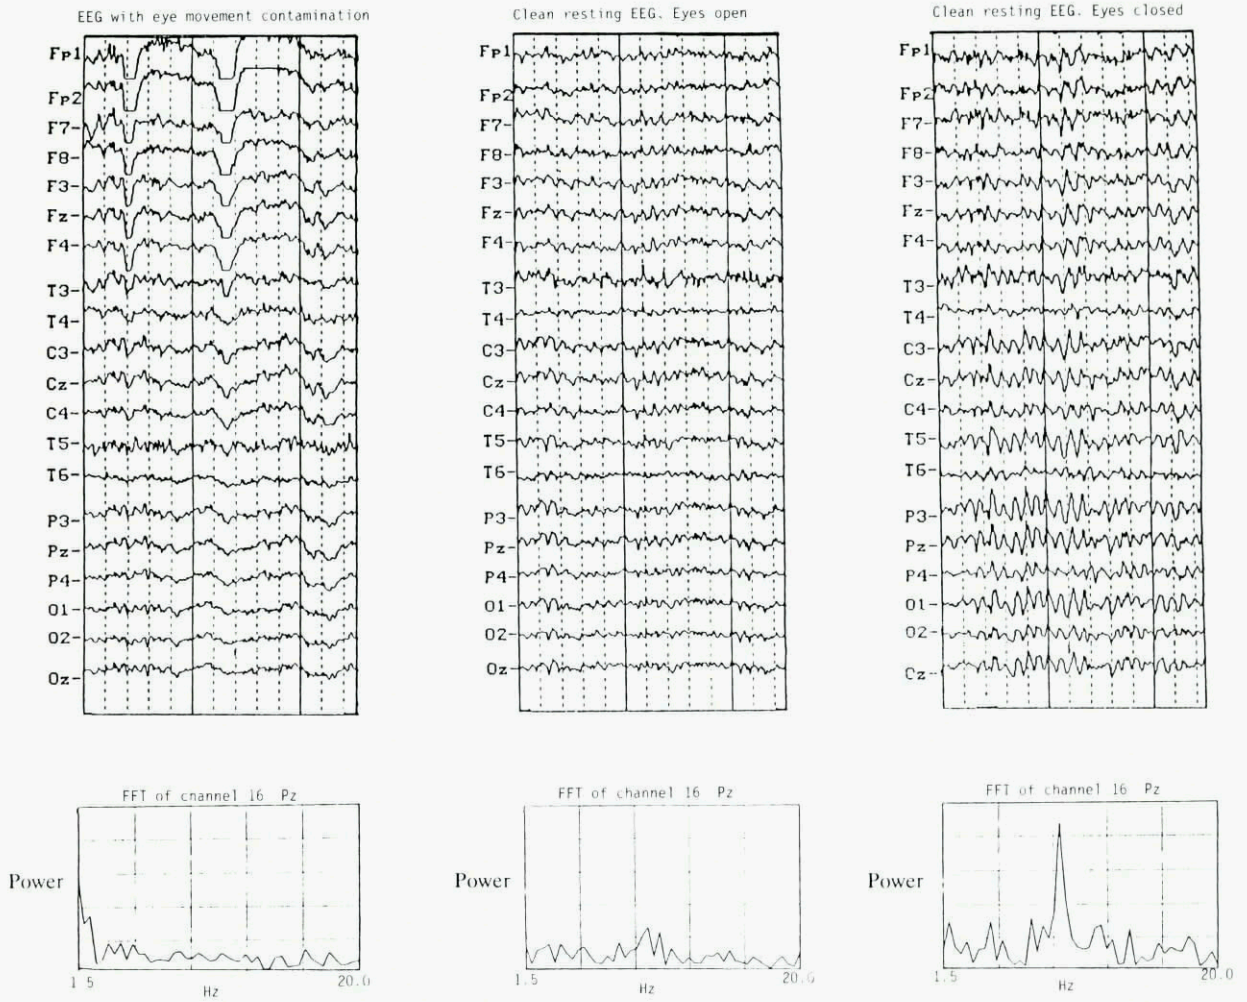 EEG with eye movement contamination
Fp1
Fp2
F7-
F8-
F3-
Fz-
F4-
T3-
T4-
C3-
Cz-
C4-
T5-
T6-
P3-
Pz-
P4-
O1-
O2-
Oz-
Clean resting EEG. Eyes open
Fp1
Fp2
F7-
F8-
F3-
Fz-
F4-
T3-
T4-
C3-
Cz-
C4-
T5-
T6-
P3-
Pz-
P4-
O1-
O2-
Oz-
Clean resting EEG. Eyes closed
Fp1
Fp2
F7-
F8-
F3-
Fz-
F4-
T3-
T4-
C3-
Cz-
C4-
T5-
T6-
P3-
Pz-
P4-
O1-
O2-
Cz-
FFT of channel 16 Pz
Power
1.5
20.0
Hz
FFT of channel 16 Pz
Power
1.5
20.0
Hz
FFT of channel 16 Pz
Power
1.5
20.0
Hz